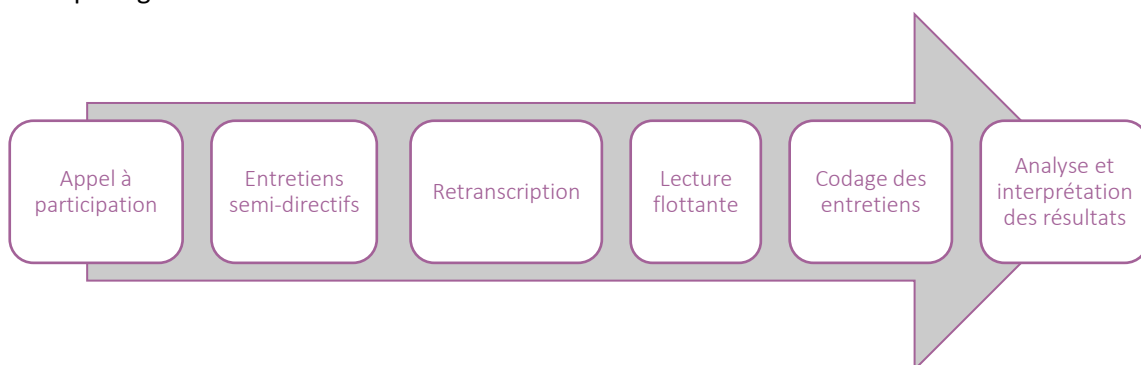 Appel à
participation
Entretiens
semi-directifs
Retranscription
Lecture
flottante
Codage des
entretiens
Analyse et
interprétation
des résultats